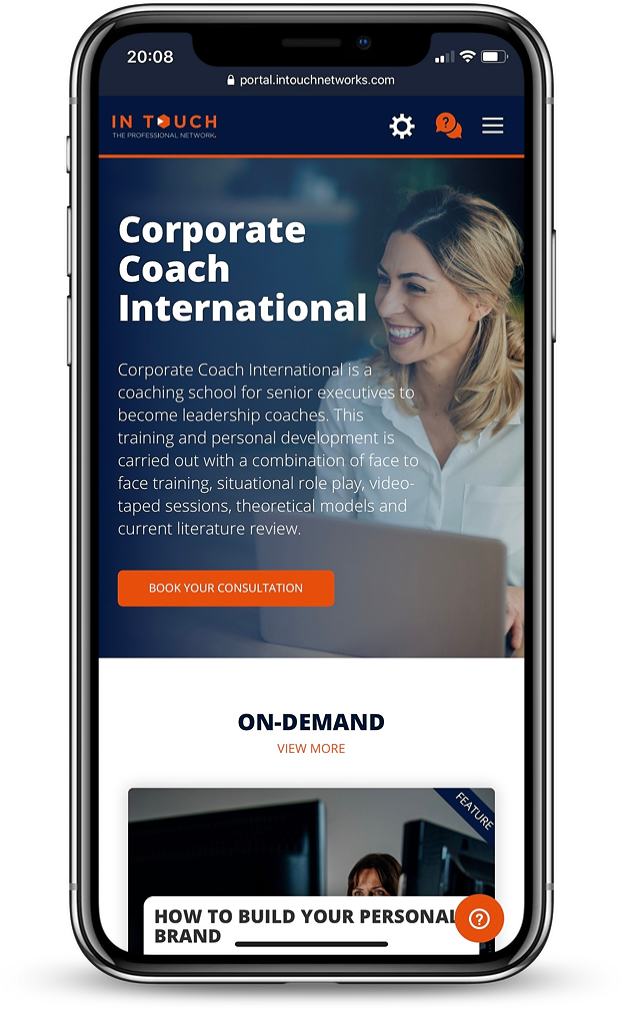 20:08
portal.intouchnetworks.com
IN TOUCH
THE PROFESSIONAL NETWORK.
?
Corporate
Coach
International
Corporate Coach International is a
coaching school for senior executives to
become leadership coaches. This
training and personal development is
carried out with a combination of face to
face training, situational role play, video-
taped sessions, theoretical models and
current literature review.
BOOK YOUR CONSULTATION
ON-DEMAND
VIEW MORE
FEATURE
HOW TO BUILD YOUR PERSONAL
BRAND
?